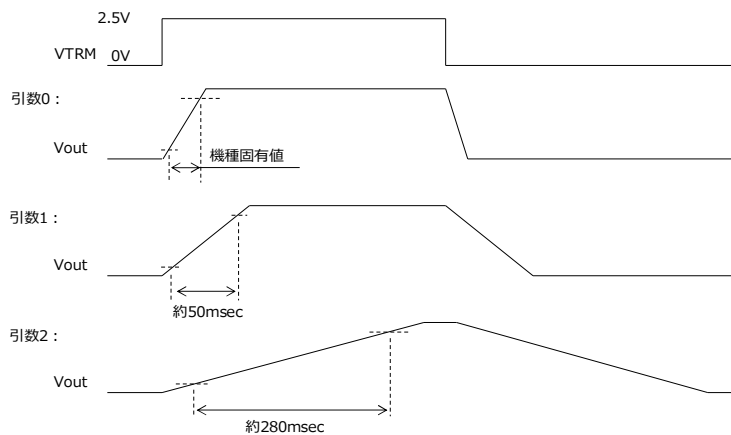 2.5V
VTRM 0V
引数0：
Vout
機種固有値
引数1：
Vout
約50msec
引数2：
Vout
約280msec